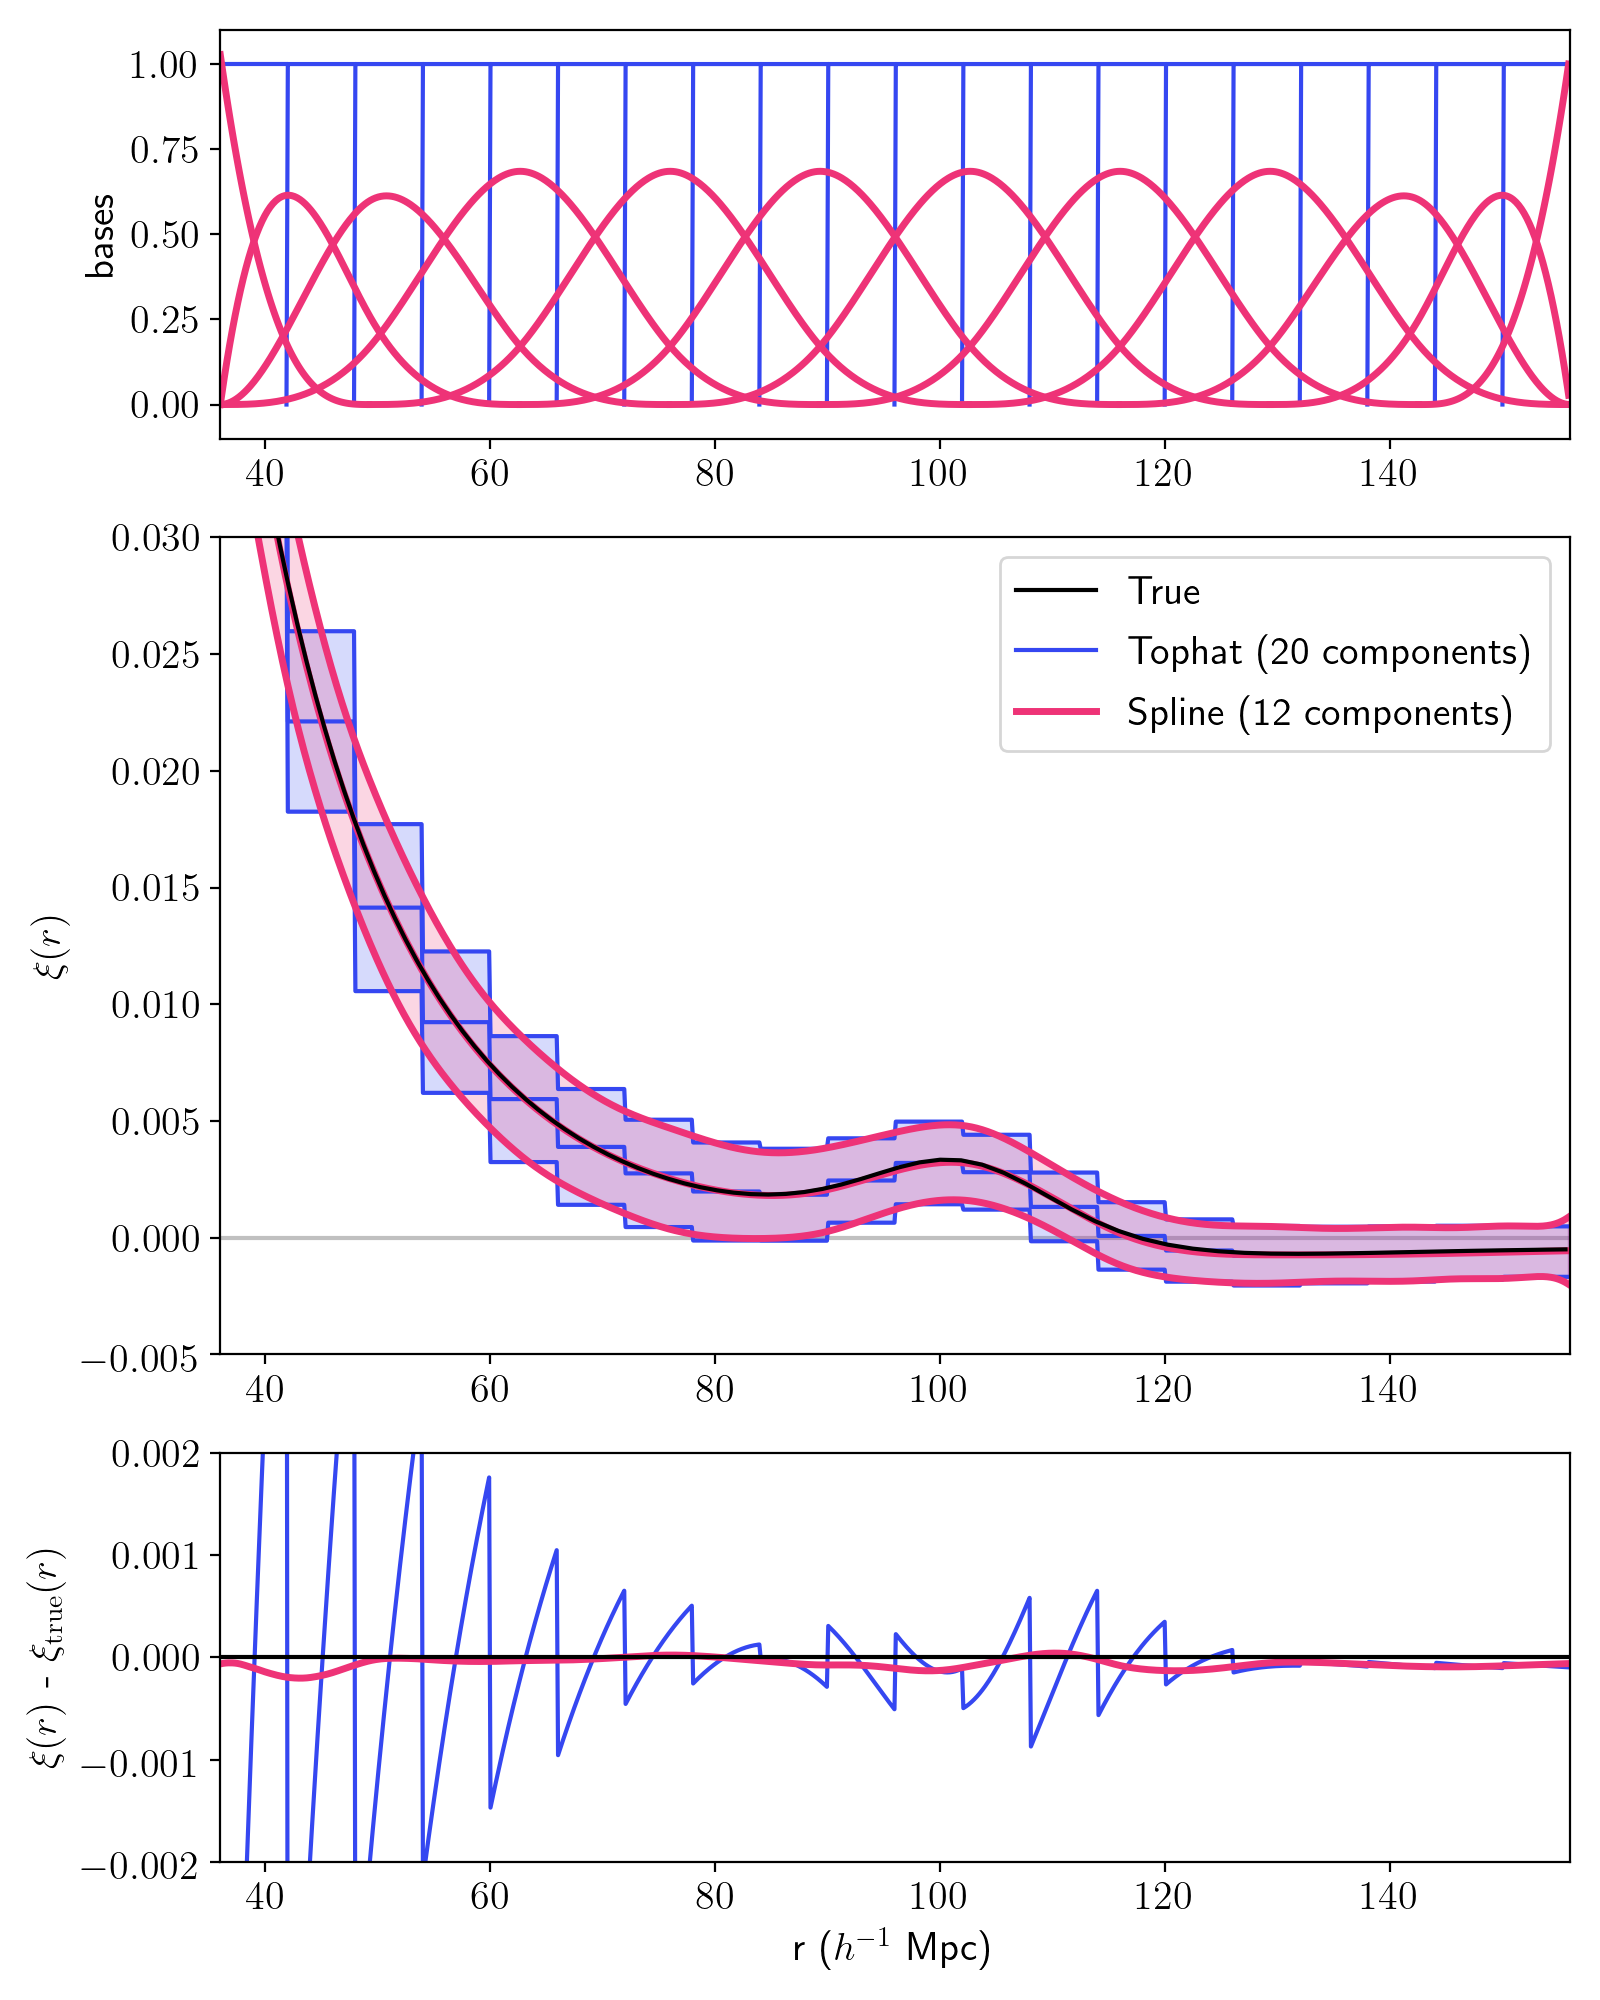 1.00
0.75
0.50
0.25
0.00
bases
40 60 80 100 120 140
0.030
0.025
0.020
0.015
0.010
0.005
0.000
−0.005
ξ(r)
True
Tophat (20 components)
Spline (12 components)
40 60 80 100 120 140
0.002
0.001
0.000
−0.001
−0.002
ξ(r) - ξtrue(r)
40 60 80 100 120 140
r (h⁻¹ Mpc)